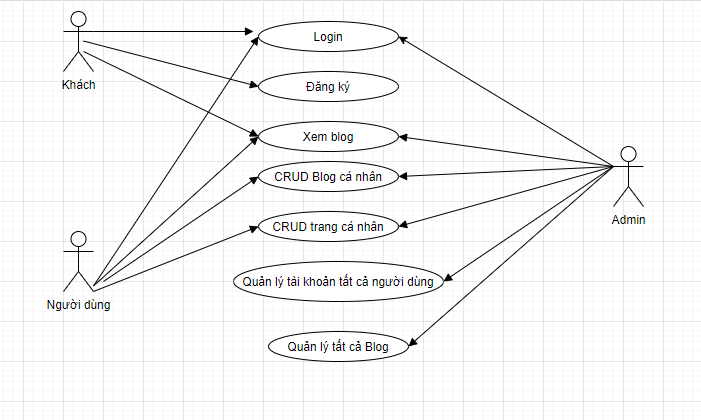 Login
Khách
Đăng ký
Xem blog
CRUD Blog cá nhân
Admin
CRUD trang cá nhân
Người dùng
Quản lý tài khoản tất cả người dùng
Quản lý tất cả Blog